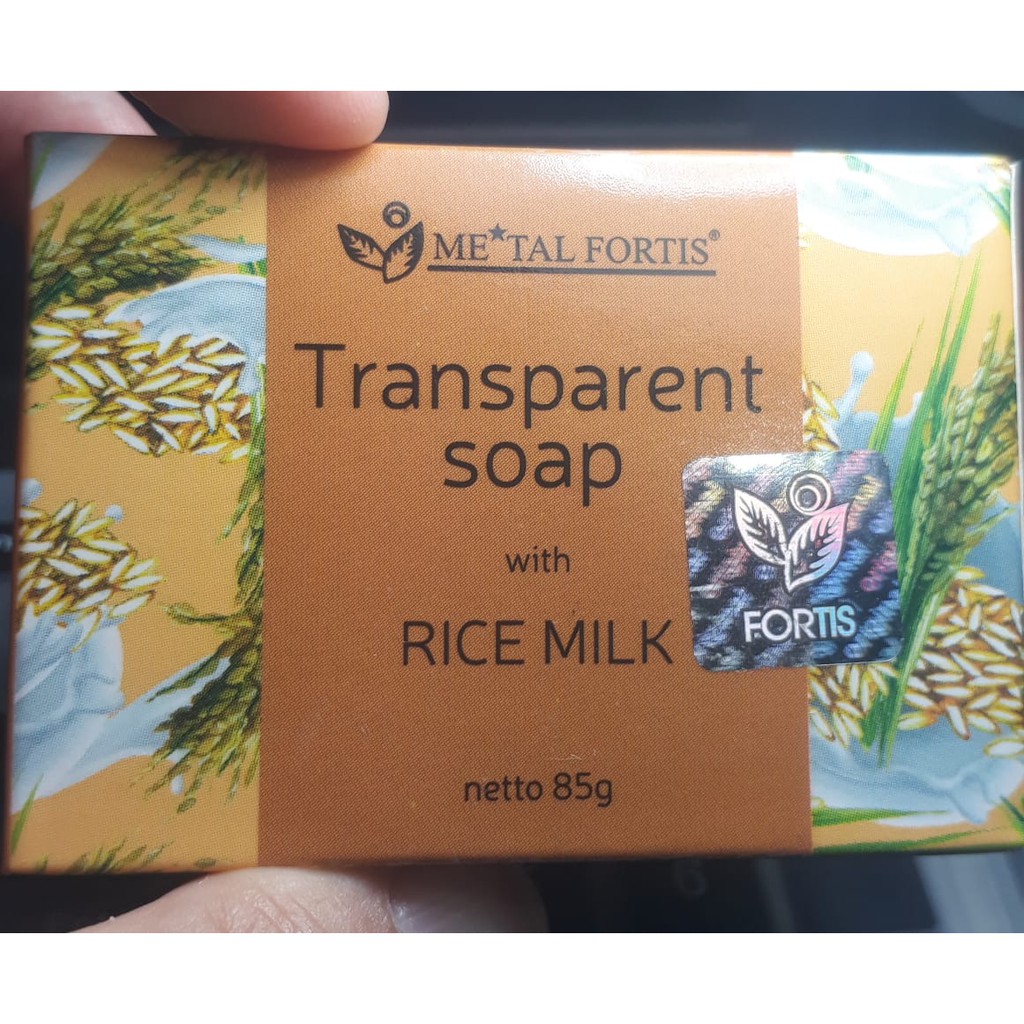 ME*TAL FORTIS®
Transparent
soap
with
RICE MILK
FORTIS
netto 85g